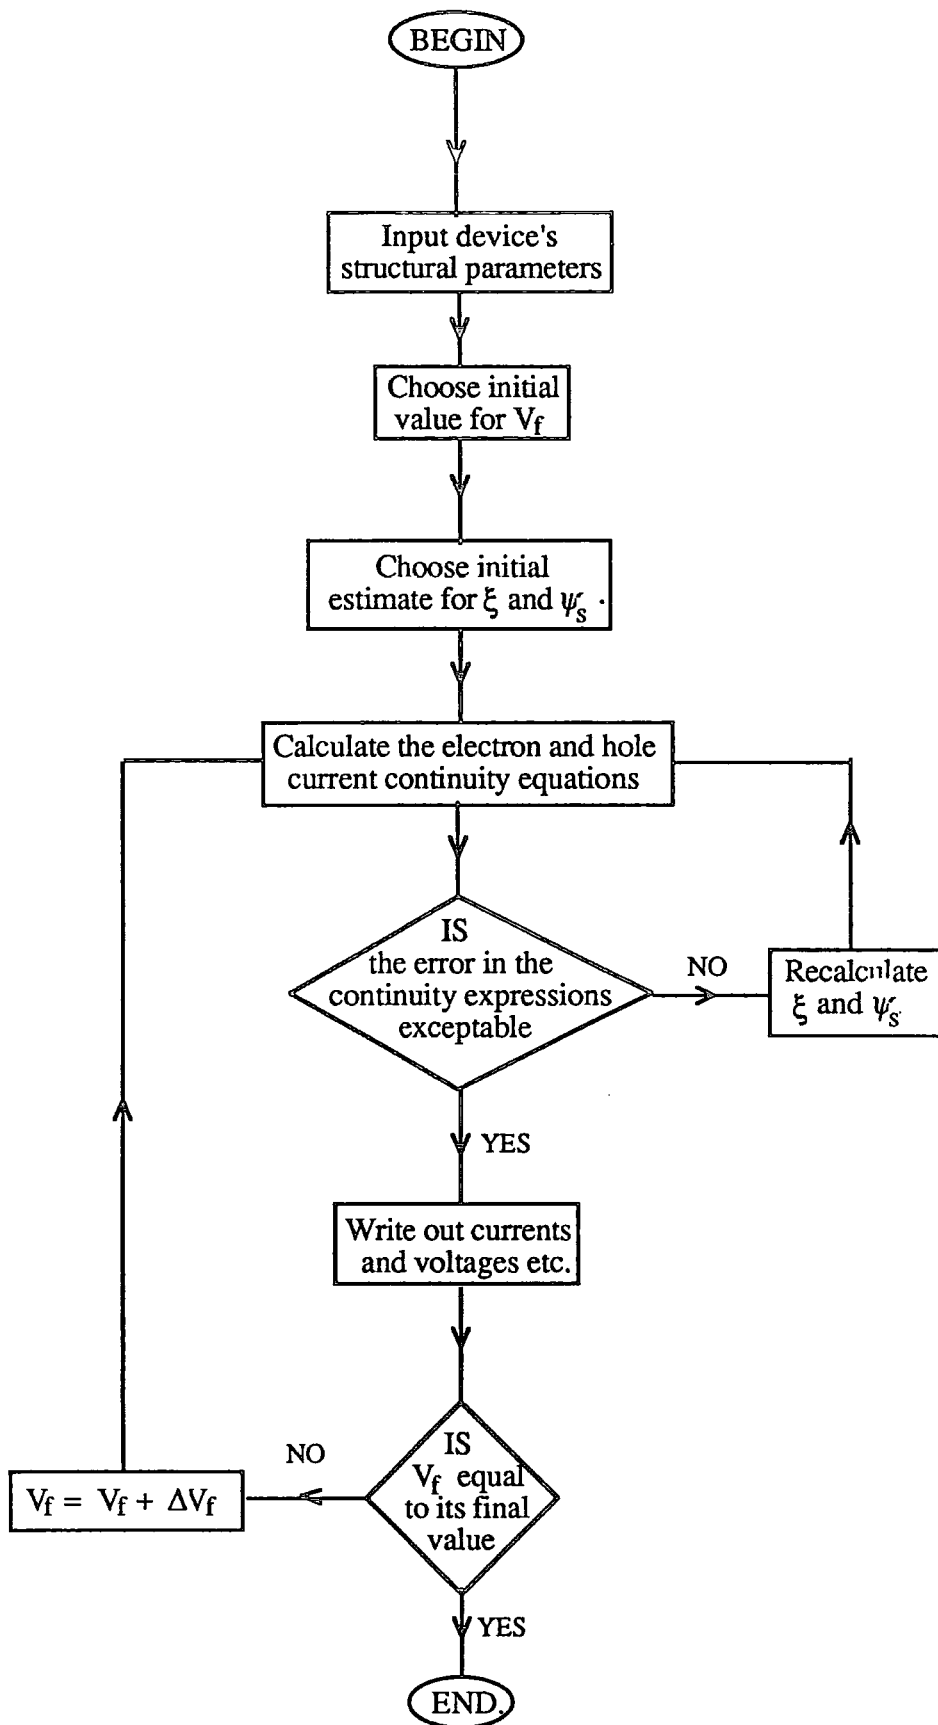 BEGIN
Input device's
structural parameters
Choose initial
value for Vf
Choose initial
estimate for ξ and ψs .
Calculate the electron and hole
current continuity equations
IS
the error in the
continuity expressions
exceptable
NO
Recalculate
ξ and ψs.
YES
Write out currents
and voltages etc.
IS
Vf equal
to its final
value
NO
Vf = Vf + ΔVf
YES
END.